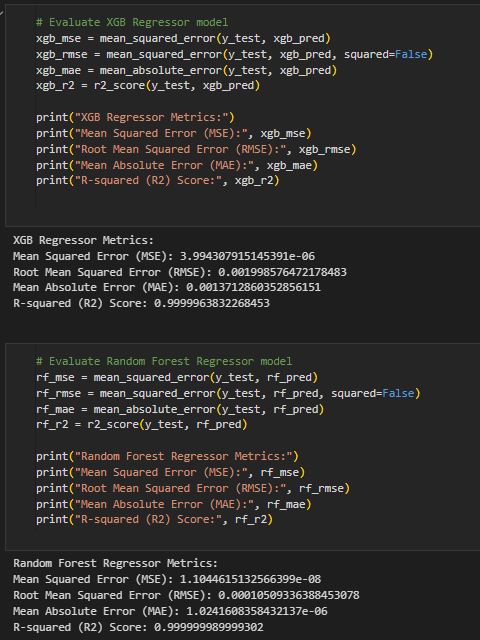 # Evaluate XGB Regressor model
xgb_mse = mean_squared_error(y_test, xgb_pred)
xgb_rmse = mean_squared_error(y_test, xgb_pred, squared=False)
xgb_mae = mean_absolute_error(y_test, xgb_pred)
xgb_r2 = r2_score(y_test, xgb_pred)
print("XGB Regressor Metrics:")
print("Mean Squared Error (MSE):", xgb_mse)
print("Root Mean Squared Error (RMSE):", xgb_rmse)
print("Mean Absolute Error (MAE):", xgb_mae)
print("R-squared (R2) Score:", xgb_r2)
XGB Regressor Metrics:
Mean Squared Error (MSE): 3.994307915145391e-06
Root Mean Squared Error (RMSE): 0.001998576472178483
Mean Absolute Error (MAE): 0.0013712860352856151
R-squared (R2) Score: 0.9999963832268453
# Evaluate Random Forest Regressor model
rf_mse = mean_squared_error(y_test, rf_pred)
rf_rmse = mean_squared_error(y_test, rf_pred, squared=False)
rf_mae = mean_absolute_error(y_test, rf_pred)
rf_r2 = r2_score(y_test, rf_pred)
print("Random Forest Regressor Metrics:")
print("Mean Squared Error (MSE):", rf_mse)
print("Root Mean Squared Error (RMSE):", rf_rmse)
print("Mean Absolute Error (MAE):", rf_mae)
print("R-squared (R2) Score:", rf_r2)
Random Forest Regressor Metrics:
Mean Squared Error (MSE): 1.1044615132566399e-08
Root Mean Squared Error (RMSE): 0.00010509336388453078
Mean Absolute Error (MAE): 1.0241608358432137e-06
R-squared (R2) Score: 0.999999989999302